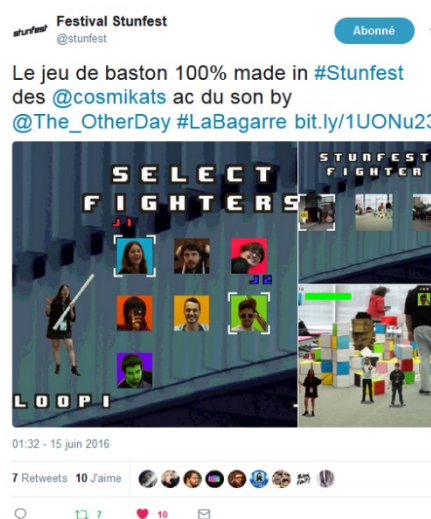 stunfest
Festival Stunfest
@stunfest
Abonné
Le jeu de baston 100% made in #Stunfest
des @cosmikats ac du son by
@The_OtherDay #LaBagarre bit.ly/1UONu23
SELECT
FIGHTERS
J1
J2
LOOPI
STUNFEST
FIGHTER
01:32 - 15 juin 2016
7 Retweets 10 J'aime
7 10